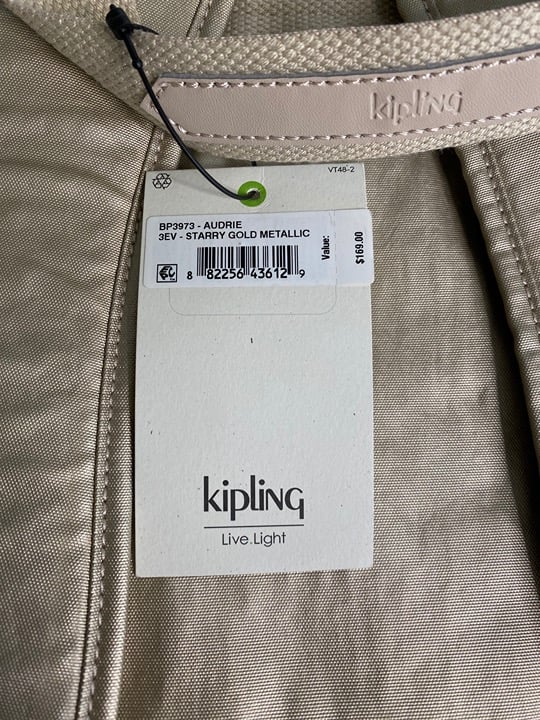 kipling
VT48-2
BP3973 - AUDRIE
3EV - STARRY GOLD METALLIC
Value:
$169.00
8 82256 43612 9
kipling
Live.Light